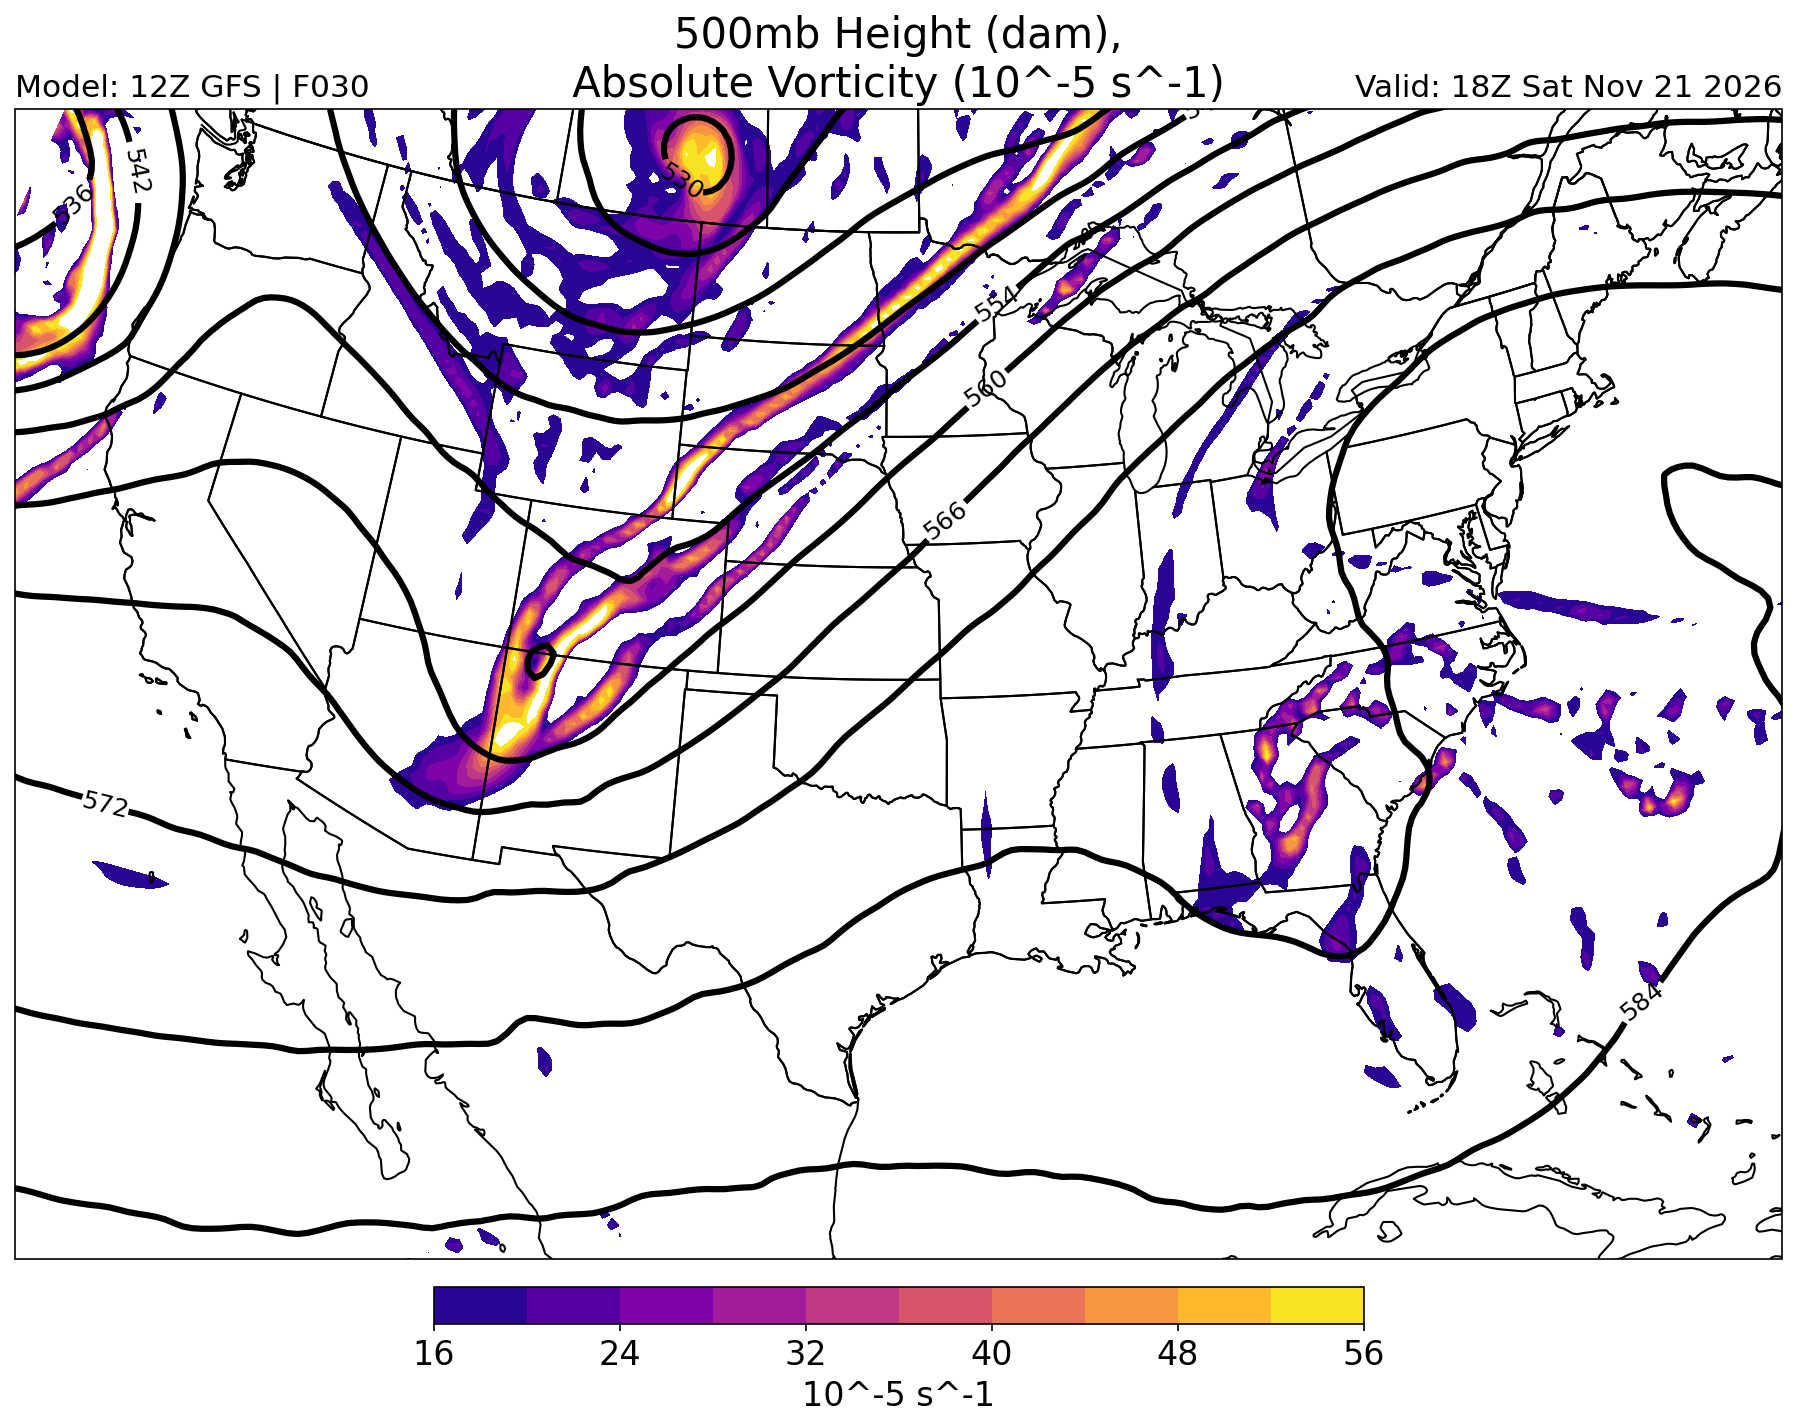 500mb Height (dam),
Model: 12Z GFS | F030
Absolute Vorticity (10^-5 s^-1)
Valid: 18Z Sat Nov 21 2026
542
536
530
554
560
566
572
584
16
24
32
40
48
56
10^-5 s^-1